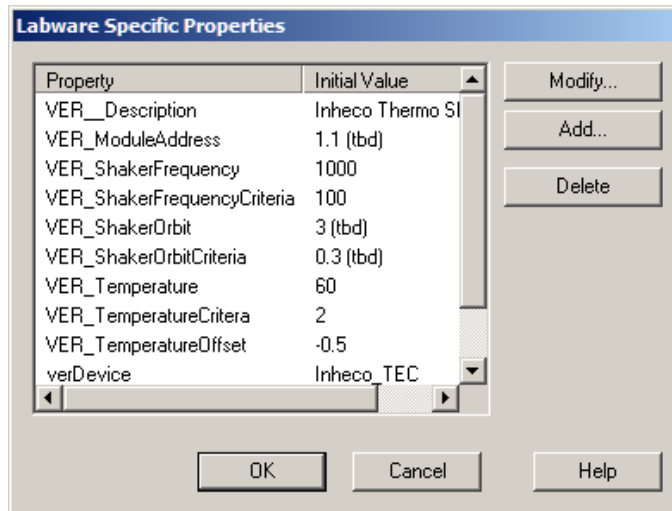 Labware Specific Properties
Property Initial Value
VER__Description Inheco Thermo
VER_ModuleAddress 1.1 (tbd)
VER_ShakerFrequency 1000
VER_ShakerFrequencyCriteria 100
VER_ShakerOrbit 3 (tbd)
VER_ShakerOrbitCriteria 0.3 (tbd)
VER_Temperature 60
VER_TemperatureCritera 2
VER_TemperatureOffset -0.5
verDevice Inheco_TEC
Modify...
Add...
Delete
OK Cancel Help